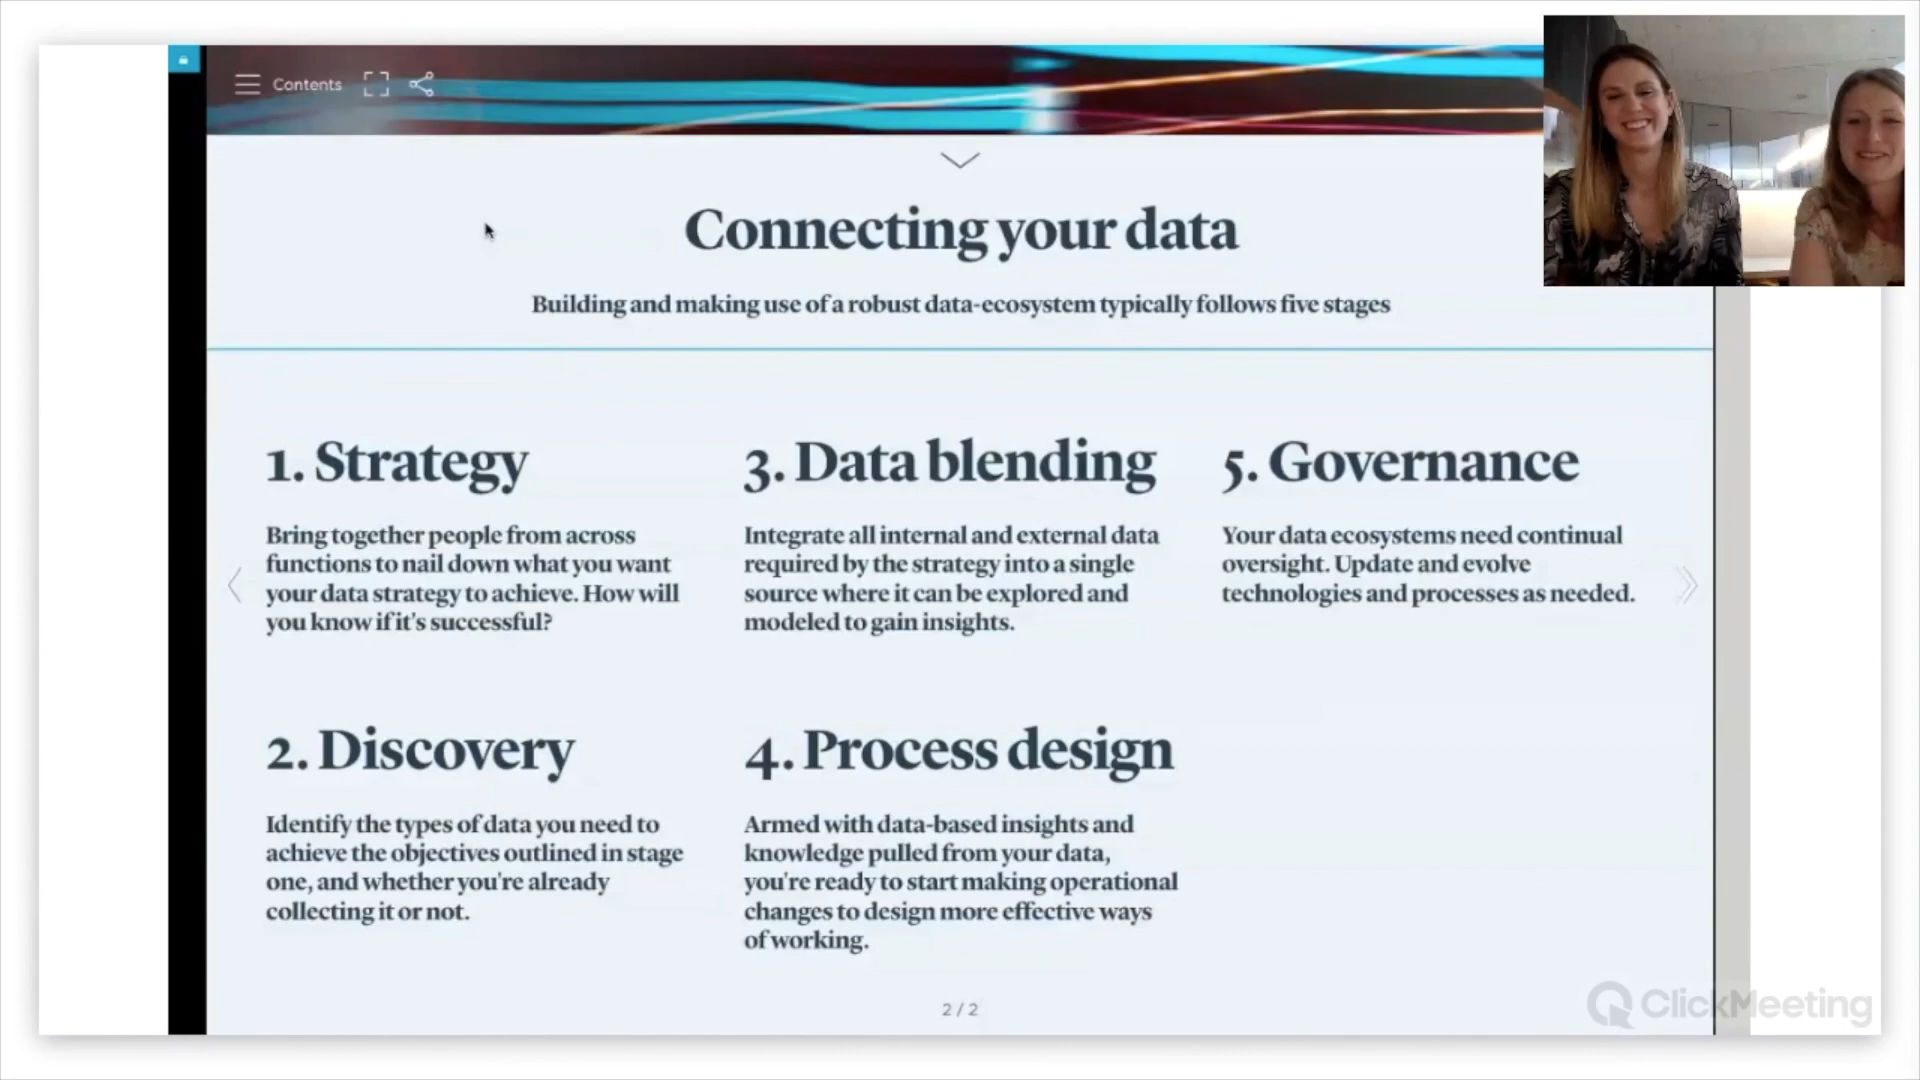 Contents
Connecting your data
Building and making use of a robust data-ecosystem typically follows five stages
1. Strategy
Bring together people from across
functions to nail down what you want
your data strategy to achieve. How will
you know if it's successful?
2. Discovery
Identify the types of data you need to
achieve the objectives outlined in stage
one, and whether you're already
collecting it or not.
3. Data blending
Integrate all internal and external data
required by the strategy into a single
source where it can be explored and
modeled to gain insights.
4. Process design
Armed with data-based insights and
knowledge pulled from your data,
you're ready to start making operational
changes to design more effective ways
of working.
5. Governance
Your data ecosystems need continual
oversight. Update and evolve
technologies and processes as needed.
2 / 2
ClickMeeting